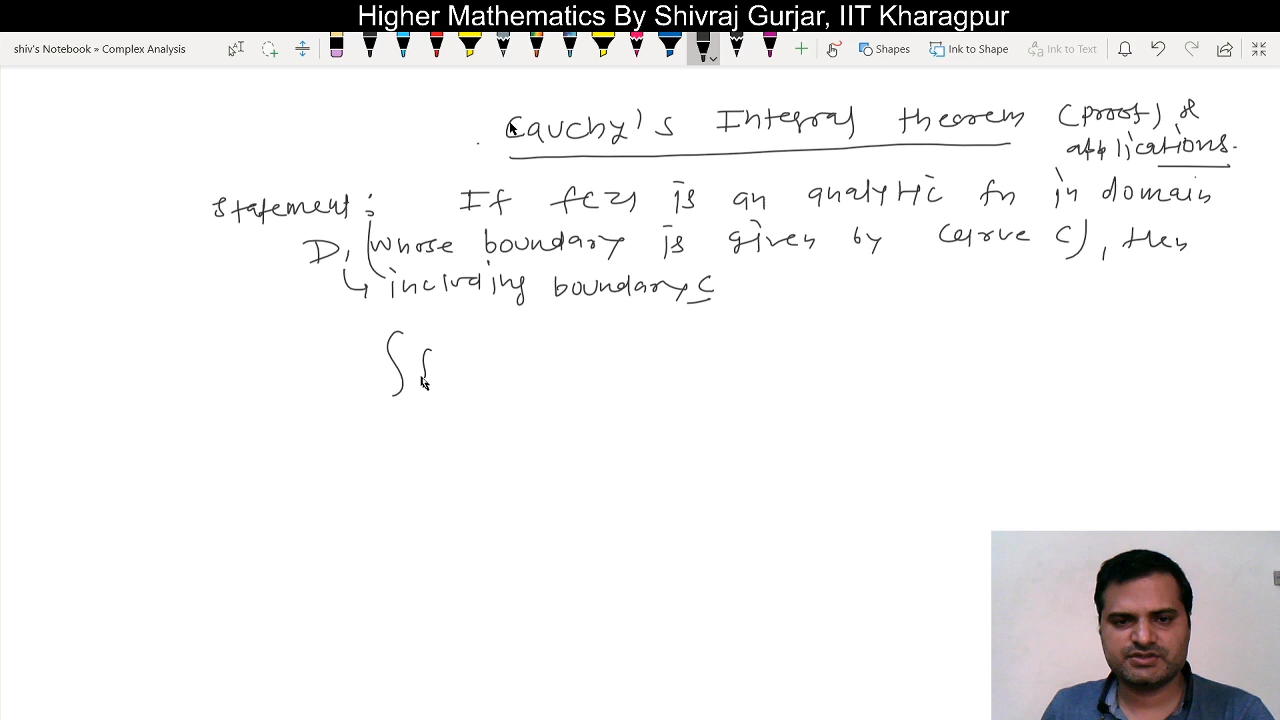 Higher Mathematics By Shivraj Gurjar, IIT Kharagpur
shiv's Notebook » Complex Analysis
Shapes
Ink to Shape
Ink to Text
Cauchy's Integral theorem (proof) &
applications.
Statement : If f(z) is an analytic fn in domain
D, (whose boundary is given by curve C), then
including boundary C
∫ f